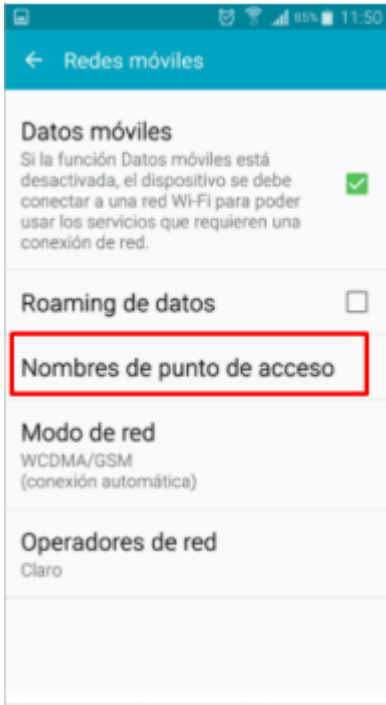 85% 11:50
Redes móviles
Datos móviles
Si la función Datos móviles está
desactivada, el dispositivo se debe
conectar a una red Wi-Fi para poder
usar los servicios que requieren una
conexión de red.
Roaming de datos
Nombres de punto de acceso
Modo de red
WCDMA/GSM
(conexión automática)
Operadores de red
Claro